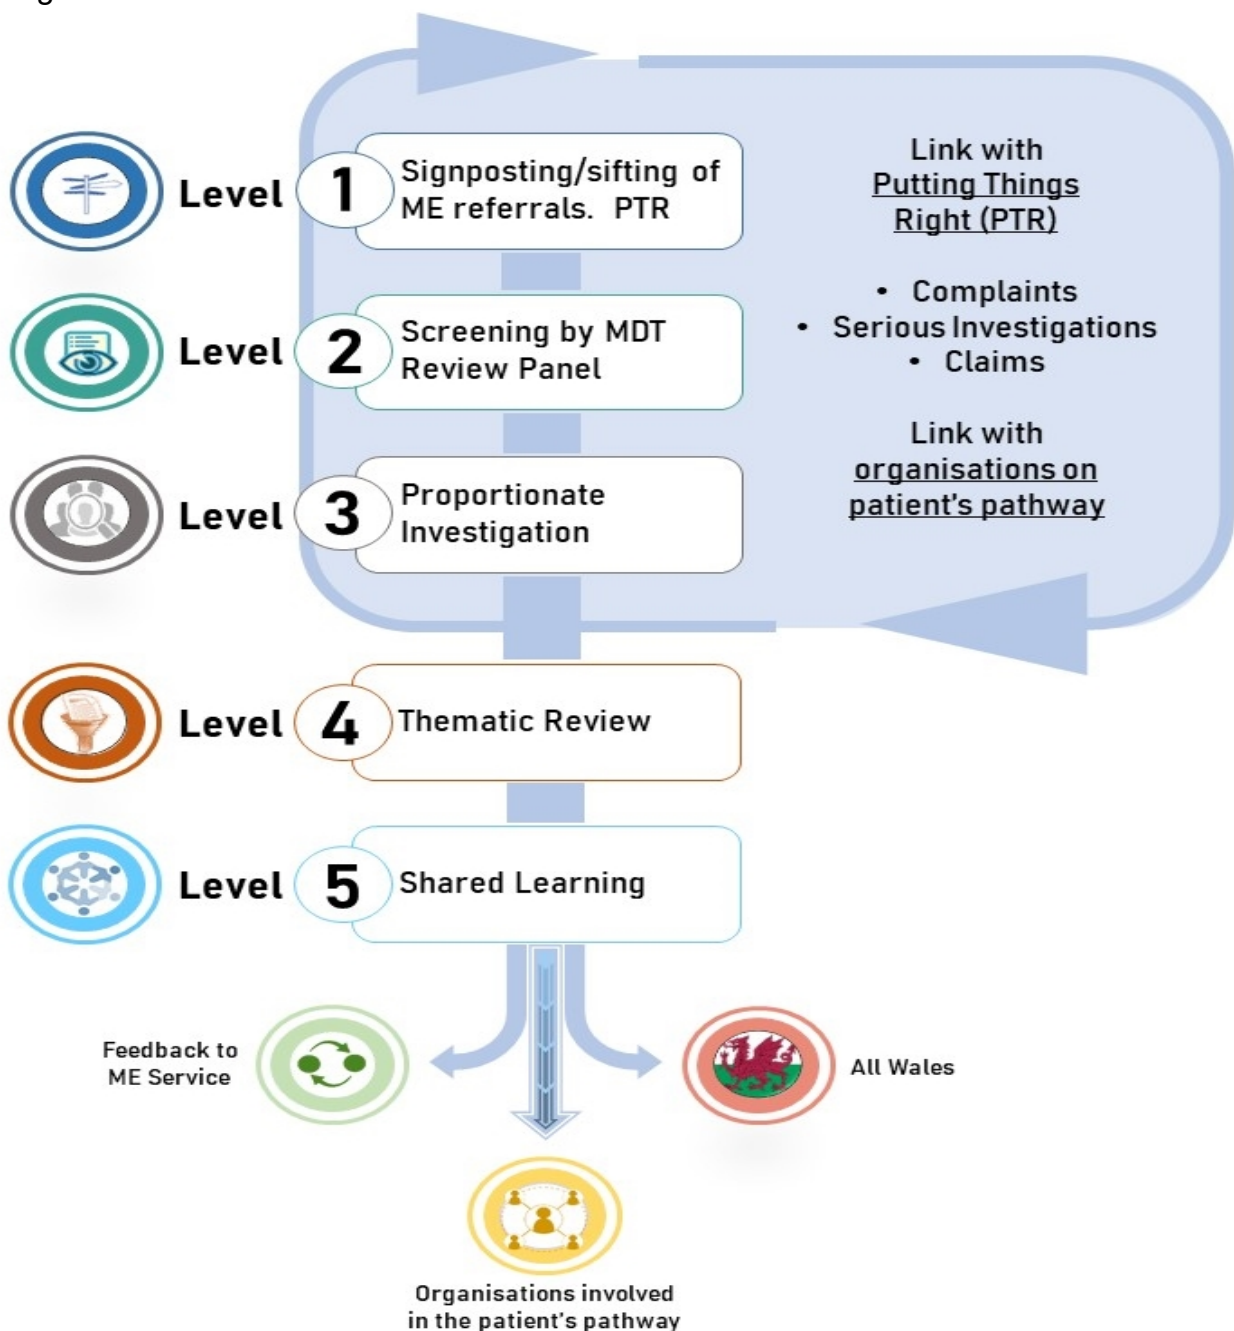 Level 1 Signposting/sifting of
ME referrals. PTR
Level 2 Screening by MDT
Review Panel
Level 3 Proportionate
Investigation
Link with
Putting Things
Right (PTR)
• Complaints
• Serious Investigations
• Claims
Link with
organisations on
patient's pathway
Level 4 Thematic Review
Level 5 Shared Learning
Feedback to
ME Service
All Wales
Organisations involved
in the patient's pathway